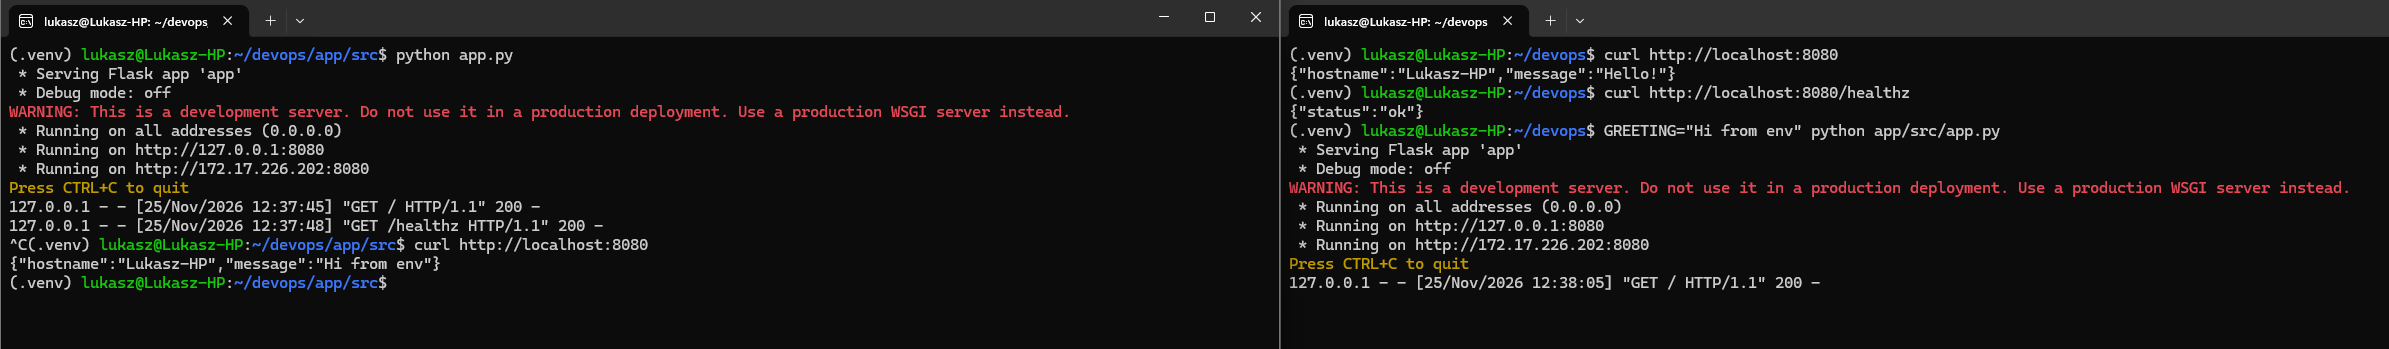 lukasz@Lukasz-HP: ~/devops
(.venv) lukasz@Lukasz-HP:~/devops/app/src$ python app.py
 * Serving Flask app 'app'
 * Debug mode: off
WARNING: This is a development server. Do not use it in a production deployment. Use a production WSGI server instead.
 * Running on all addresses (0.0.0.0)
 * Running on http://127.0.0.1:8080
 * Running on http://172.17.226.202:8080
Press CTRL+C to quit
127.0.0.1 - - [25/Nov/2026 12:37:45] "GET / HTTP/1.1" 200 -
127.0.0.1 - - [25/Nov/2026 12:37:48] "GET /healthz HTTP/1.1" 200 -
^C(.venv) lukasz@Lukasz-HP:~/devops/app/src$ curl http://localhost:8080
{"hostname":"Lukasz-HP","message":"Hi from env"}
(.venv) lukasz@Lukasz-HP:~/devops/app/src$
lukasz@Lukasz-HP: ~/devops
(.venv) lukasz@Lukasz-HP:~/devops$ curl http://localhost:8080
{"hostname":"Lukasz-HP","message":"Hello!"}
(.venv) lukasz@Lukasz-HP:~/devops$ curl http://localhost:8080/healthz
{"status":"ok"}
(.venv) lukasz@Lukasz-HP:~/devops$ GREETING="Hi from env" python app/src/app.py
 * Serving Flask app 'app'
 * Debug mode: off
WARNING: This is a development server. Do not use it in a production deployment. Use a production WSGI server instead.
 * Running on all addresses (0.0.0.0)
 * Running on http://127.0.0.1:8080
 * Running on http://172.17.226.202:8080
Press CTRL+C to quit
127.0.0.1 - - [25/Nov/2026 12:38:05] "GET / HTTP/1.1" 200 -